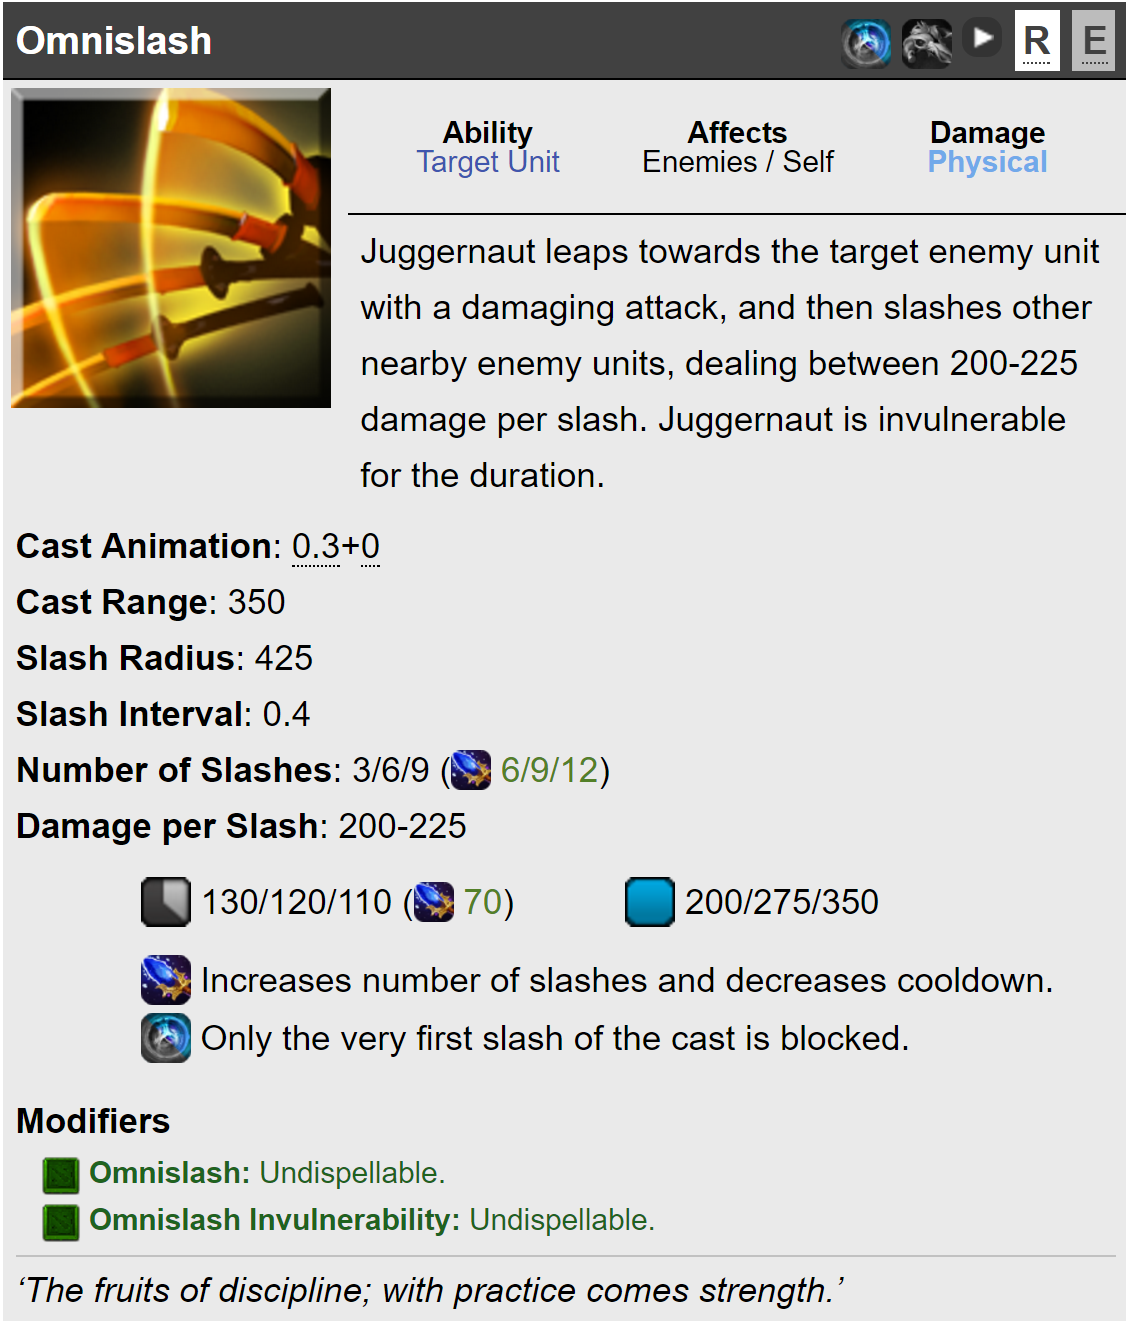 Omnislash
R E
Ability Affects Damage
Target Unit Enemies / Self Physical
Juggernaut leaps towards the target enemy unit
with a damaging attack, and then slashes other
nearby enemy units, dealing between 200-225
damage per slash. Juggernaut is invulnerable
for the duration.
Cast Animation: 0.3+0
Cast Range: 350
Slash Radius: 425
Slash Interval: 0.4
Number of Slashes: 3/6/9 ( 6/9/12)
Damage per Slash: 200-225
130/120/110 ( 70) 200/275/350
Increases number of slashes and decreases cooldown.
Only the very first slash of the cast is blocked.
Modifiers
Omnislash: Undispellable.
Omnislash Invulnerability: Undispellable.
‘The fruits of discipline; with practice comes strength.’